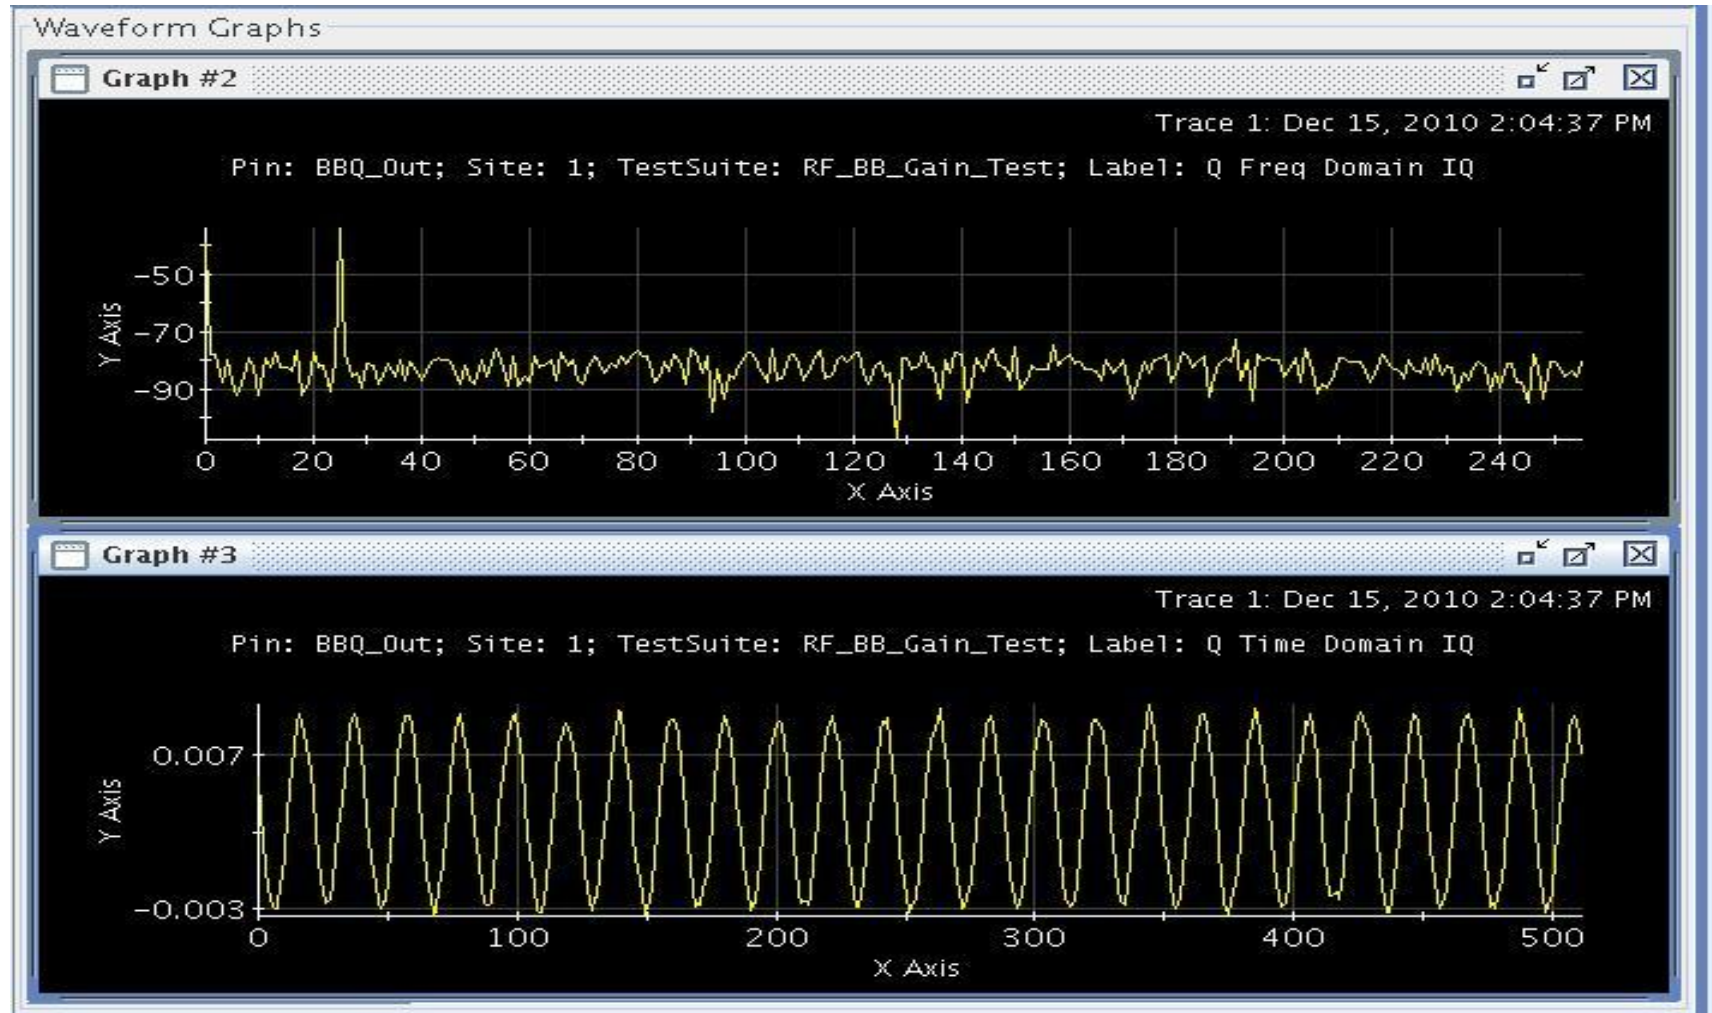 Waveform Graphs
Graph #2
Trace 1: Dec 15, 2010 2:04:37 PM
Pin: BBQ_Out; Site: 1; TestSuite: RF_BB_Gain_Test; Label: Q Freq Domain IQ
Y Axis
-50
-70
-90
0 20 40 60 80 100 120 140 160 180 200 220 240
X Axis
Graph #3
Trace 1: Dec 15, 2010 2:04:37 PM
Pin: BBQ_Out; Site: 1; TestSuite: RF_BB_Gain_Test; Label: Q Time Domain IQ
Y Axis
0.007
-0.003
0 100 200 300 400 500
X Axis